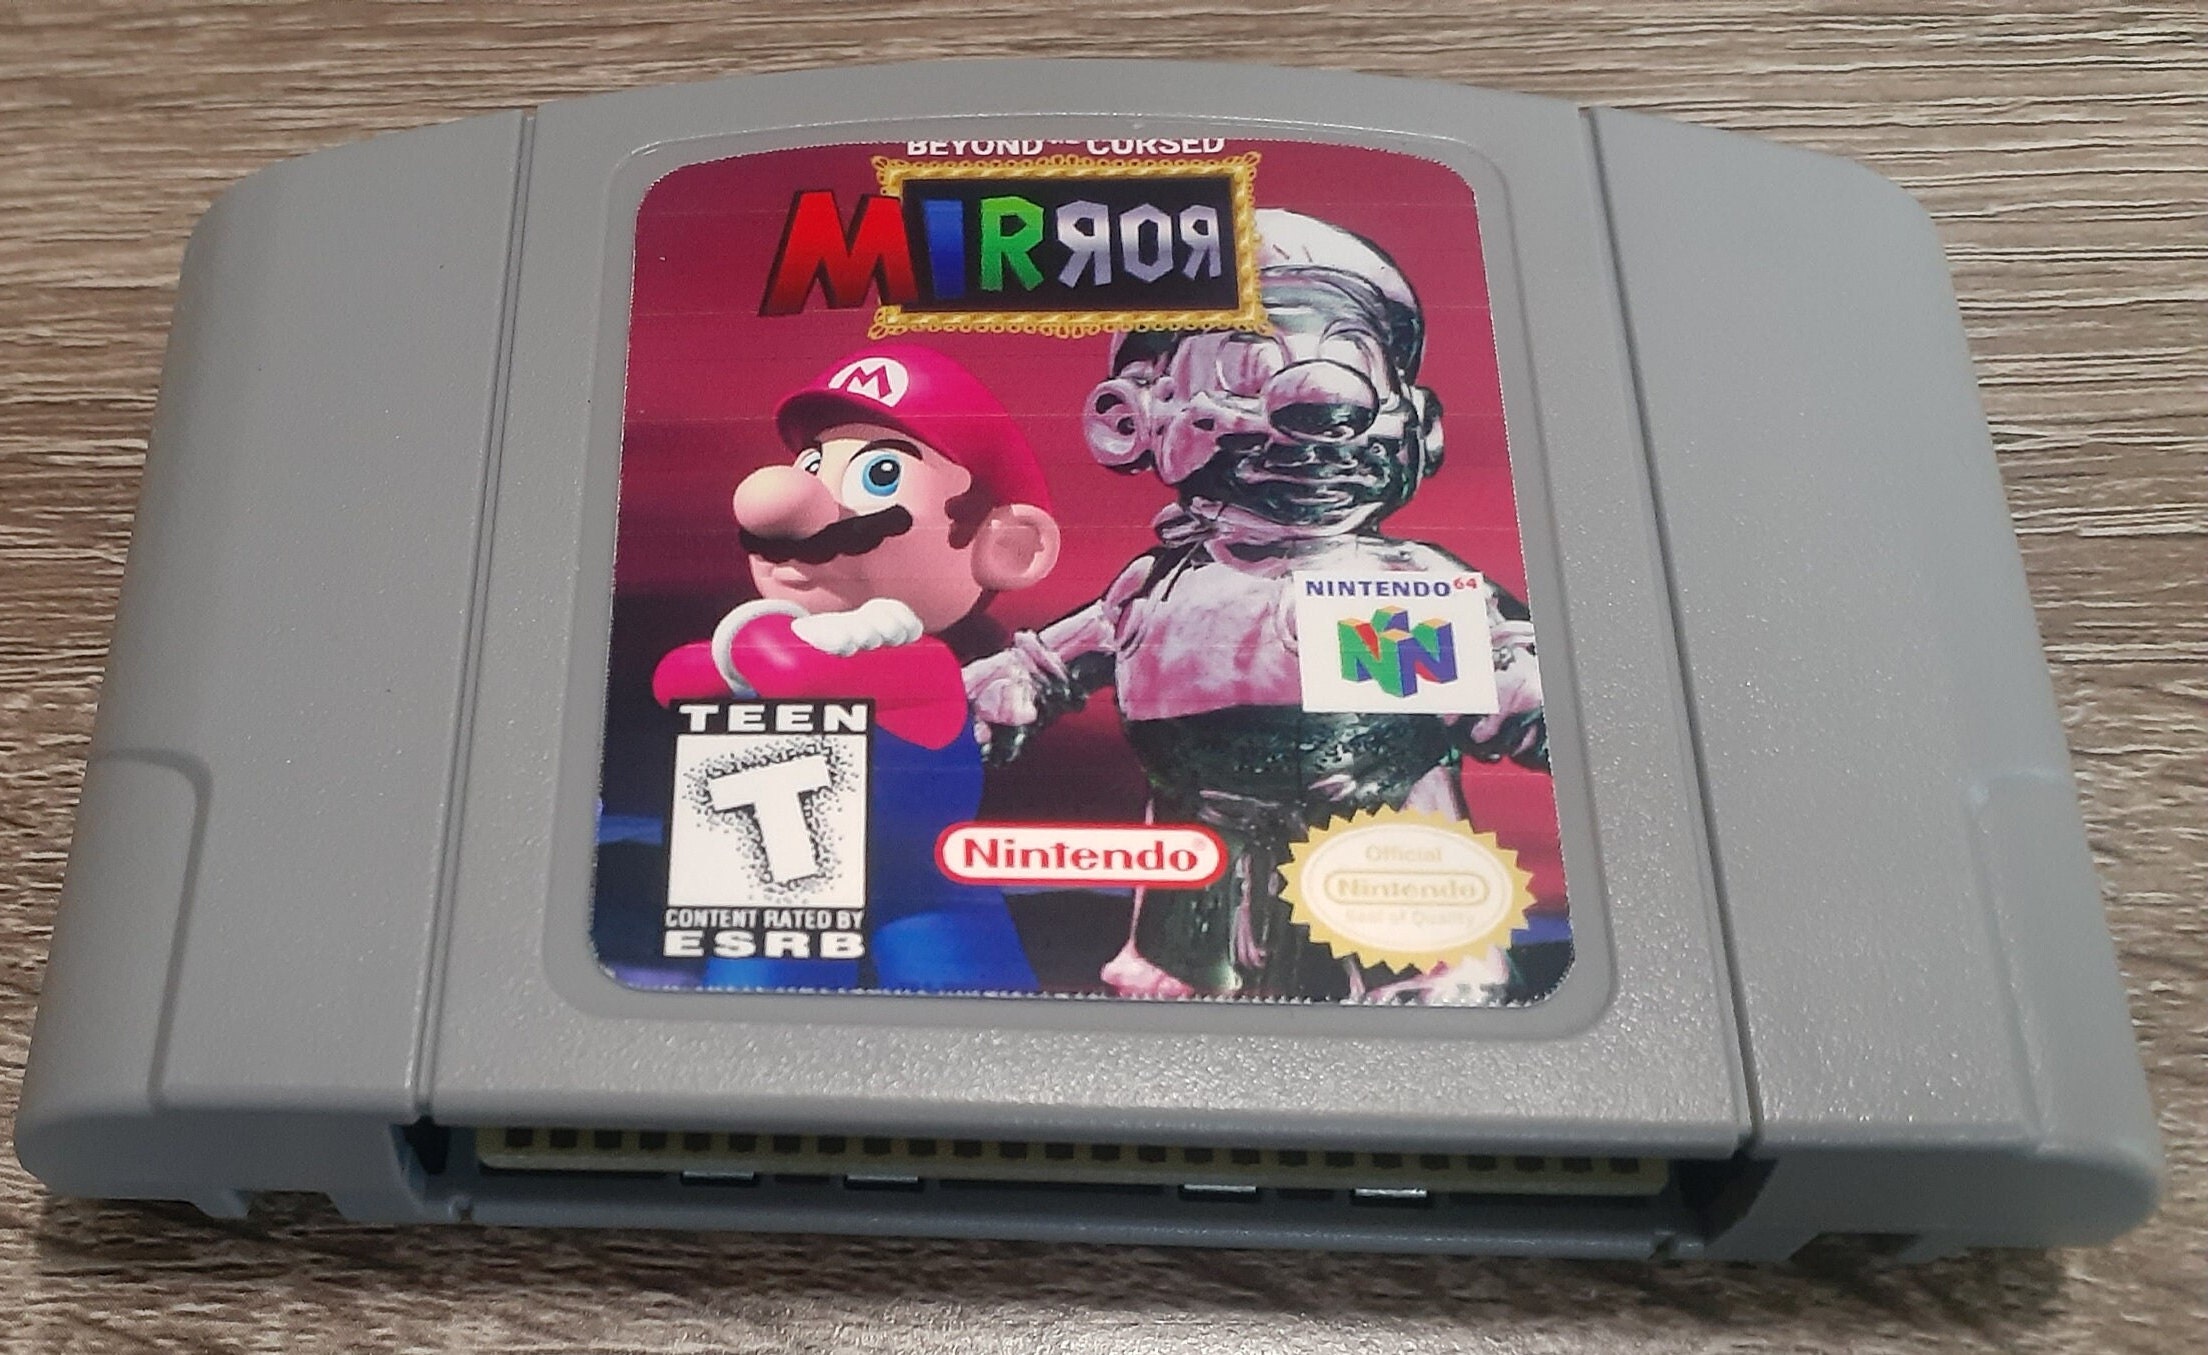 BEYOND THE CURSED
MIRROR
M
NINTENDO64
TEEN
T
CONTENT RATED BY
ESRB
Nintendo®
Official
Nintendo
Seal of Quality